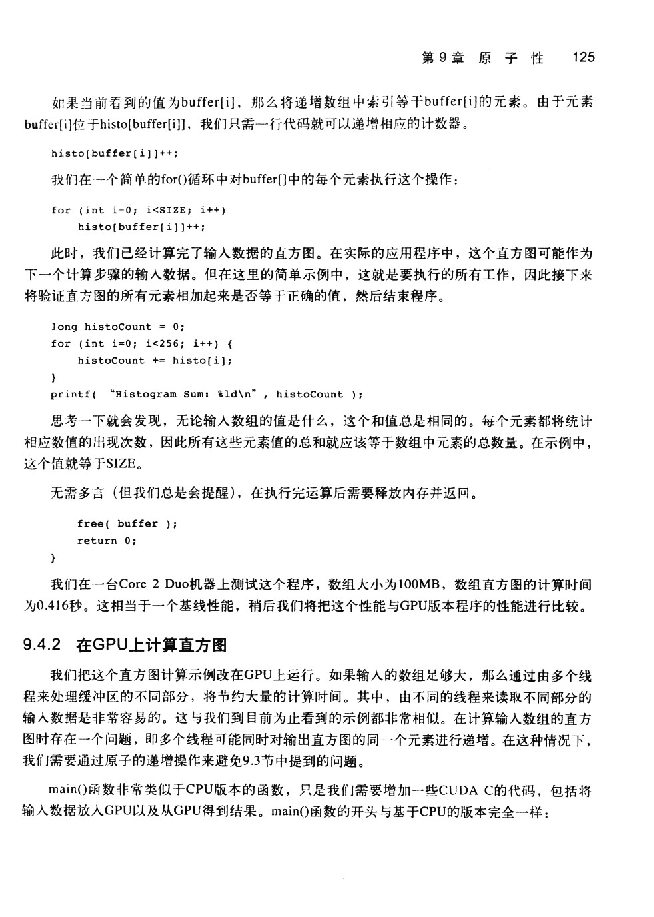 第9章 原 子 性 125
如果当前看到的值为buffer[i]，那么将递增数组中索引等于buffer[i]的元素。由于元素
buffer[i]位于histo[buffer[i]]，我们只需一行代码就可以递增相应的计数器。
histo[buffer[i]]++;
我们在一个简单的for()循环中对buffer[]中的每个元素执行这个操作：
for (int i=0; i<SIZE; i++)
histo[buffer[i]]++;
此时，我们已经计算完了输入数据的直方图。在实际的应用程序中，这个直方图可能作为
下一个计算步骤的输入数据。但在这里的简单示例中，这就是要执行的所有工作，因此接下来
将验证直方图的所有元素相加起来是否等于正确的值，然后结束程序。
long histoCount = 0;
for (int i=0; i<256; i++) {
histoCount += histo[i];
}
printf( "Histogram Sum: %ld\n", histoCount );
思考一下就会发现，无论输入数组的值是什么，这个和值总是相同的。每个元素都将统计
相应数值的出现次数，因此所有这些元素值的总和就应该等于数组中元素的总数量。在示例中，
这个值就等于SIZE。
无需多言（但我们总是会提醒），在执行完运算后需要释放内存并返回。
free( buffer );
return 0;
}
我们在一台Core 2 Duo机器上测试这个程序，数组大小为100MB，数组直方图的计算时间
为0.416秒。这相当于一个基线性能，稍后我们将把这个性能与GPU版本程序的性能进行比较。
9.4.2 在GPU上计算直方图
我们把这个直方图计算示例改在GPU上运行。如果输入的数组足够大，那么通过由多个线
程来处理缓冲区的不同部分，将节约大量的计算时间。其中，由不同的线程来读取不同部分的
输入数据是非常容易的。这与我们到目前为止看到的示例都非常相似。在计算输入数组的直方
图时存在一个问题，即多个线程可能同时对输出直方图的同一个元素进行递增。在这种情况下，
我们需要通过原子的递增操作来避免9.3节中提到的问题。
main()函数非常类似于CPU版本的函数，只是我们需要增加一些CUDA C的代码，包括将
输入数据放入GPU以及从GPU得到结果。main()函数的开头与基于CPU的版本完全一样：